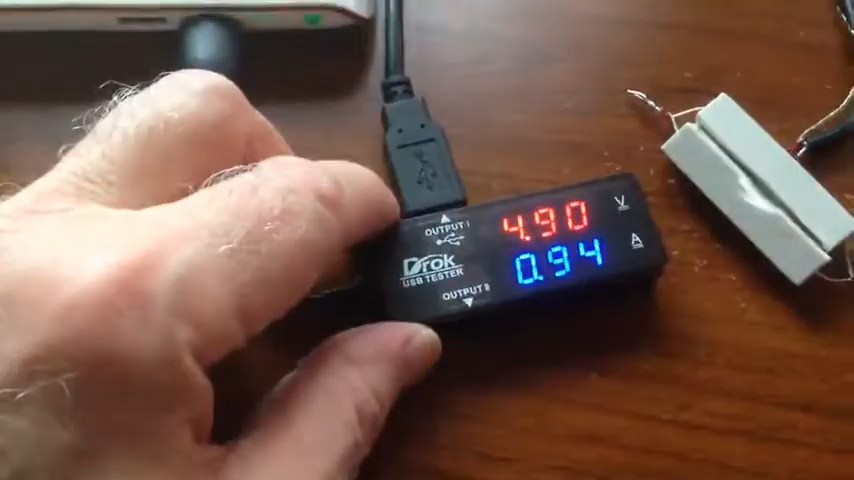 OUTPUT I
4.90 V
Drok
USB TESTER
0.94 A
OUTPUT II